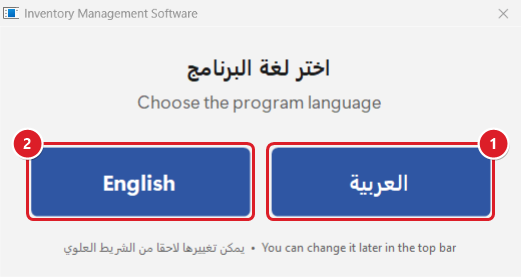 Inventory Management Software
اختر لغة البرنامج
Choose the program language
2
1
English
العربية
يمكن تغييرها لاحقا من الشريط العلوي • You can change it later in the top bar